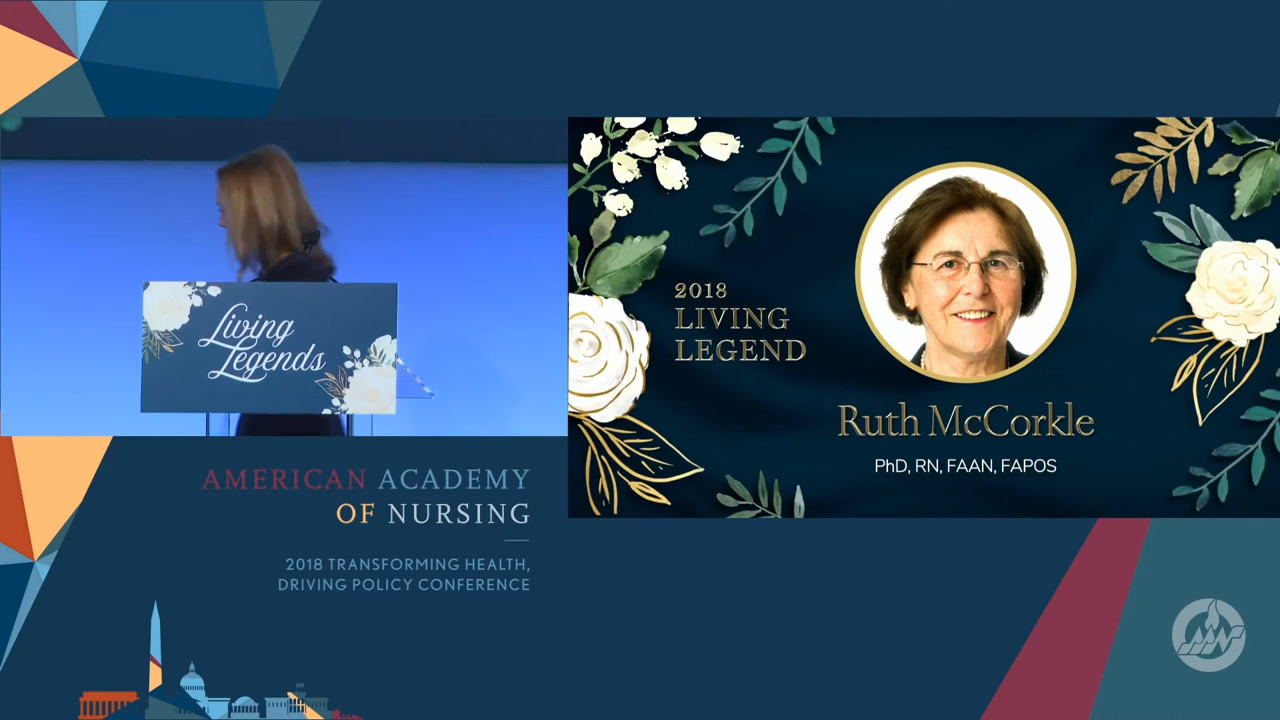 Living
Legends
AMERICAN ACADEMY
OF NURSING
2018 TRANSFORMING HEALTH,
DRIVING POLICY CONFERENCE
2018
LIVING
LEGEND
Ruth McCorkle
PhD, RN, FAAN, FAPOS